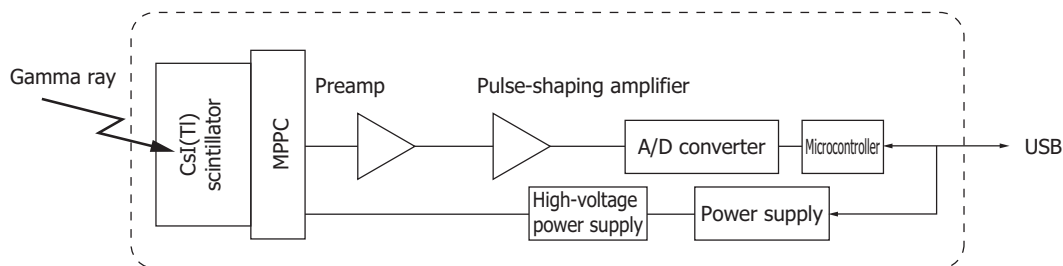 Gamma ray
CsI(Tl)
scintillator
MPPC
Preamp
Pulse-shaping amplifier
A/D converter
Microcontroller
USB
High-voltage
power supply
Power supply